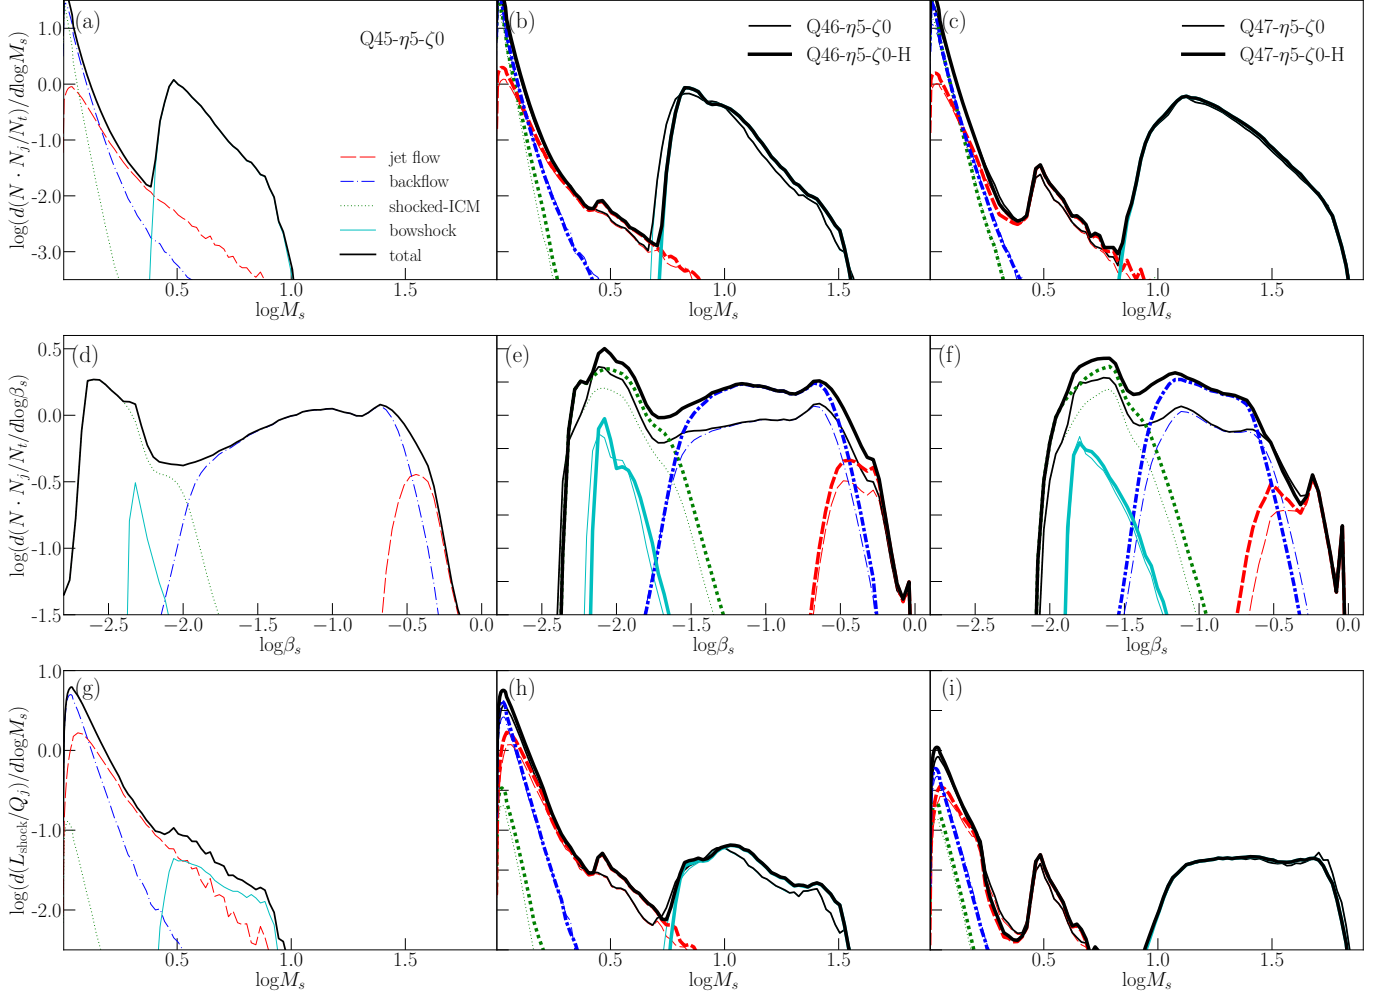 (a)
Q45-η5-ζ0
jet flow
backflow
shocked-ICM
bowshock
total
log(d(N · N_j/N_t)/dlogM_s)
1.0
0.0
-1.0
-2.0
-3.0
0.5
1.0
1.5
logM_s
(b)
Q46-η5-ζ0
Q46-η5-ζ0-H
0.5
1.0
1.5
logM_s
(c)
Q47-η5-ζ0
Q47-η5-ζ0-H
0.5
1.0
1.5
logM_s
(d)
log(d(N · N_j/N_t/dlogβ_s)
0.5
0.0
-0.5
-1.0
-1.5
−2.5
−2.0
−1.5
−1.0
−0.5
0.0
logβ_s
(e)
−2.5
−2.0
−1.5
−1.0
−0.5
0.0
logβ_s
(f)
−2.0
−1.5
−1.0
−0.5
0.0
logβ_s
(g)
log(d(L_shock/Q_j)/dlogM_s)
1.0
0.0
-1.0
-2.0
0.5
1.0
1.5
logM_s
(h)
0.5
1.0
1.5
logM_s
(i)
0.5
1.0
1.5
logM_s